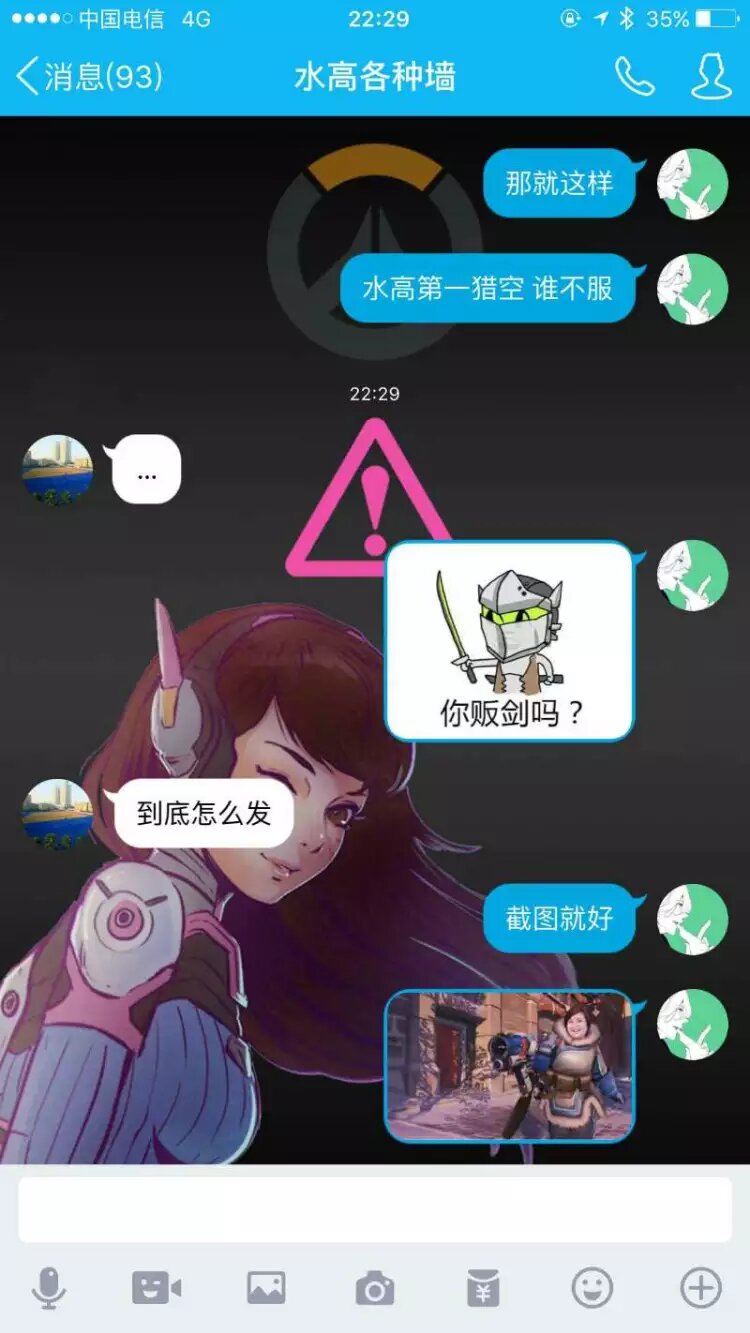 中国电信 4G 22:29 35%
消息(93) 水高各种墙
那就这样
水高第一猎空 谁不服
22:29
...
你贩剑吗？
到底怎么发
截图就好